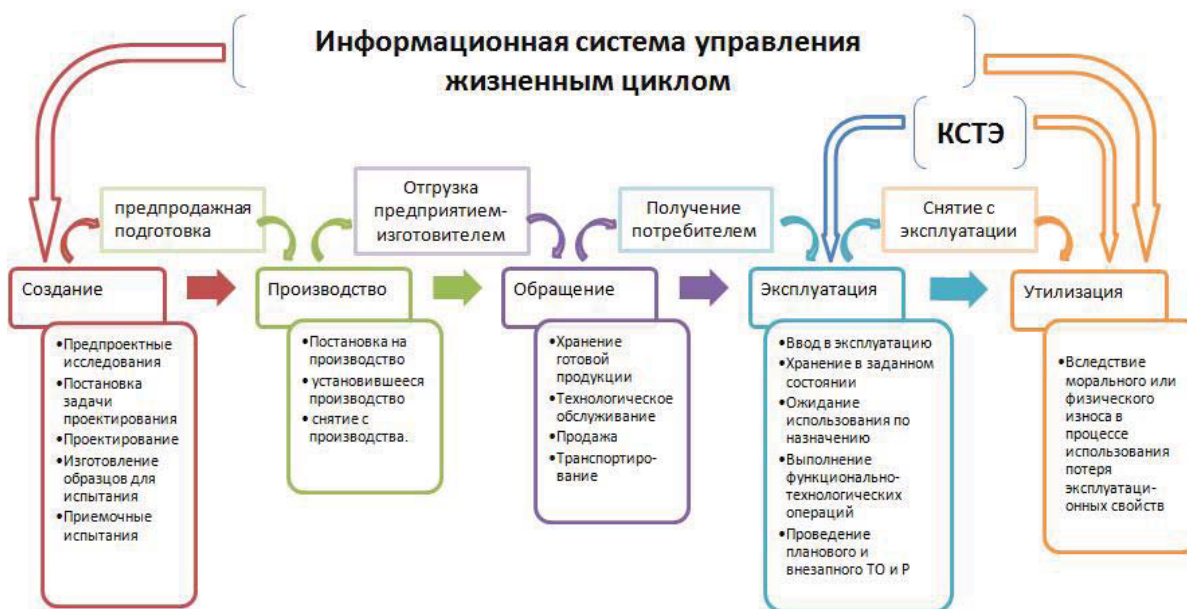 Информационная система управления
жизненным циклом
КСТЭ
предпродажная
подготовка
Отгрузка
предприятием-
изготовителем
Получение
потребителем
Снятие с
эксплуатации
Создание
•Предпроектные
исследования
•Постановка
задачи
проектирования
•Проектирование
•Изготовление
образцов для
испытания
•Приемочные
испытания
Производство
•Постановка на
производство
• установившееся
производство
• снятие с
производства.
Обращение
•Хранение
готовой
продукции
•Технологическое
обслуживание
•Продажа
•Транспортиро-
вание
Эксплуатация
•Ввод в эксплуатацию
•Хранение в заданном
состоянии
•Ожидание
использования по
назначению
•Выполнение
функционально-
технологических
операций
•Проведение
планового и
внезапного ТО и Р
Утилизация
•Вследствие
морального или
физического
износа в
процессе
использования
потеря
эксплуатаци-
онных свойств